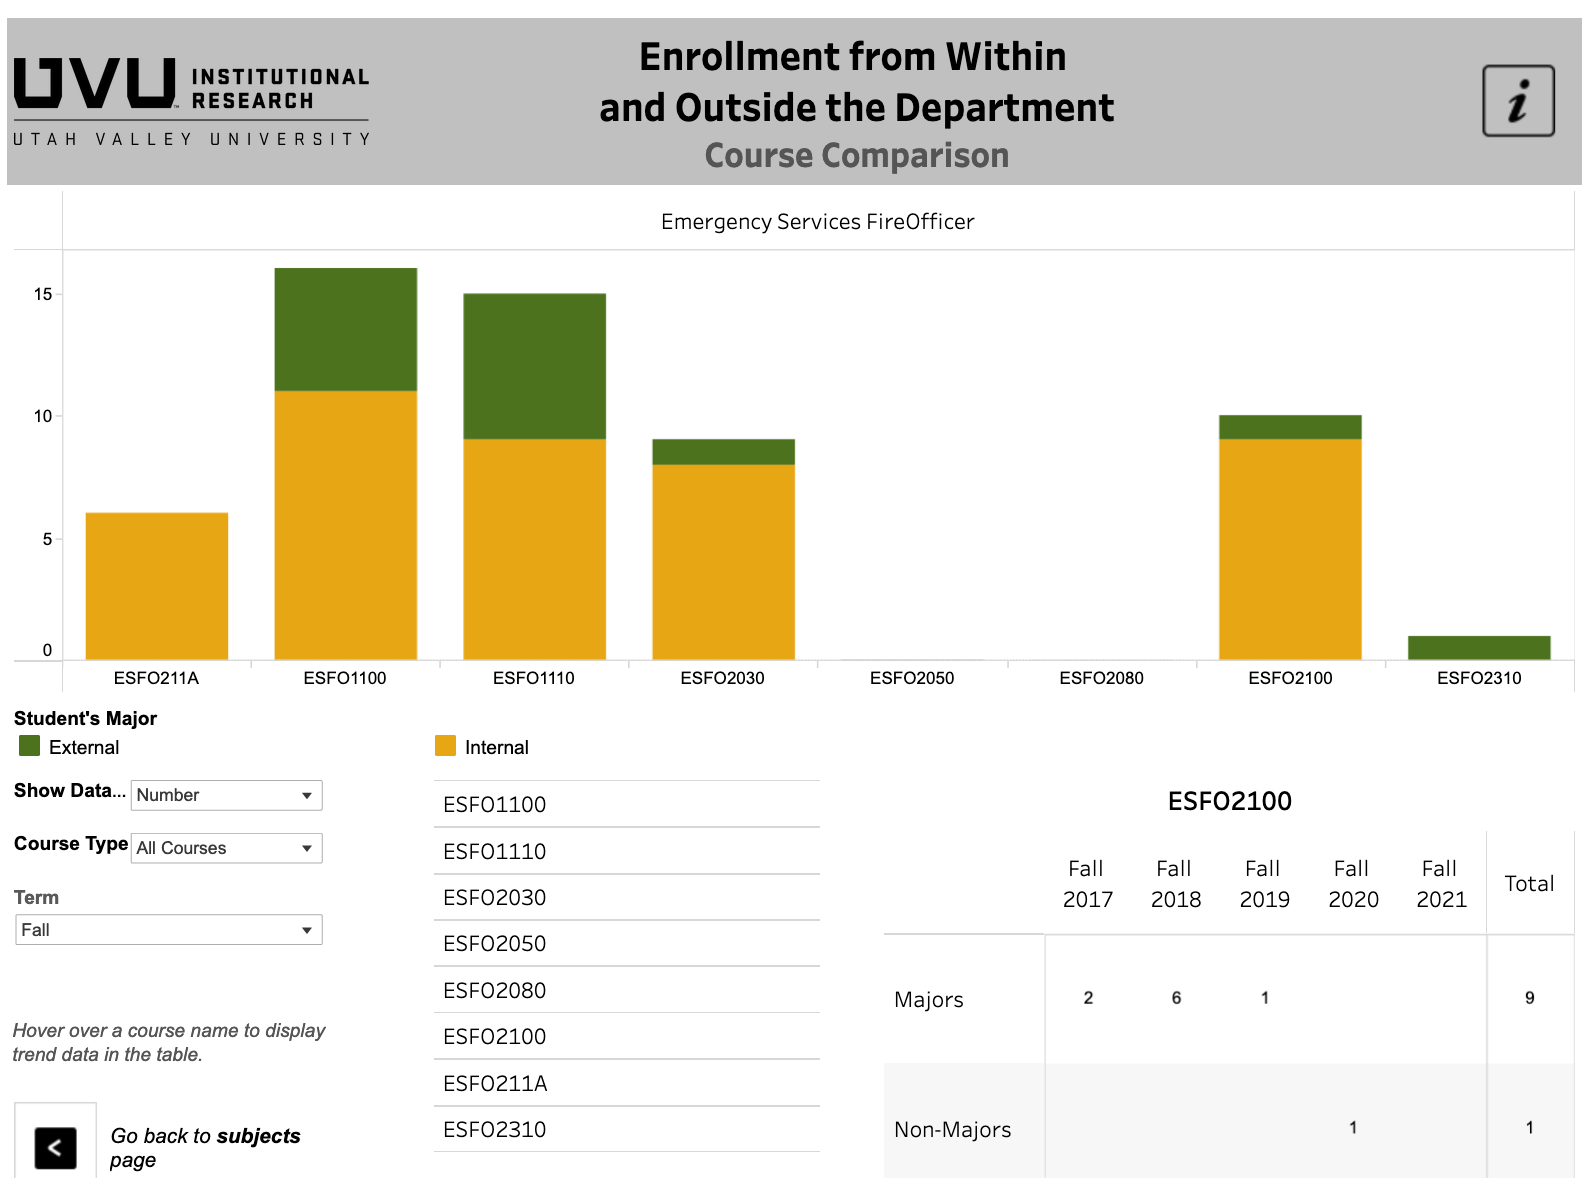 UVU INSTITUTIONAL
RESEARCH
UTAH VALLEY UNIVERSITY
Enrollment from Within
and Outside the Department
Course Comparison
i
Emergency Services FireOfficer
15
10
5
0
ESFO211A ESFO1100 ESFO1110 ESFO2030 ESFO2050 ESFO2080 ESFO2100 ESFO2310
Student's Major
External
Internal
Show Data... Number
Course Type All Courses
Term
Fall
Hover over a course name to display
trend data in the table.
< Go back to subjects
page
ESFO1100
ESFO1110
ESFO2030
ESFO2050
ESFO2080
ESFO2100
ESFO211A
ESFO2310
ESFO2100
Fall Fall Fall Fall Fall
2017 2018 2019 2020 2021 Total
Majors 2 6 1 9
Non-Majors 1 1